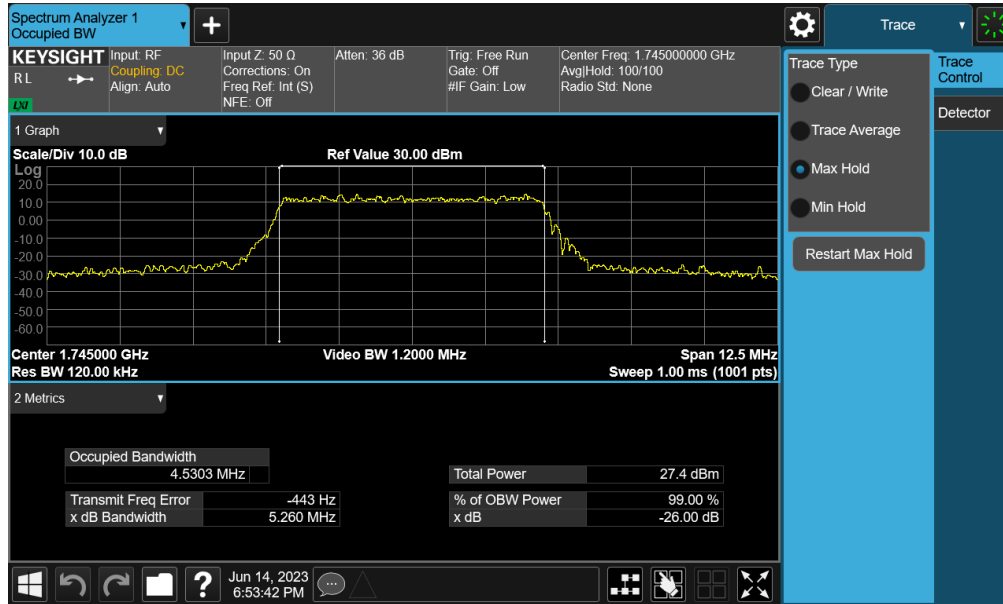 Spectrum Analyzer 1
Occupied BW
+
Trace
KEYSIGHT
R L
LXI
Input: RF
Coupling: DC
Align: Auto
Input Z: 50 Ω
Corrections: On
Freq Ref: Int (S)
NFE: Off
Atten: 36 dB
Trig: Free Run
Gate: Off
#IF Gain: Low
Center Freq: 1.745000000 GHz
Avg|Hold: 100/100
Radio Std: None
Trace Type
Clear / Write
Trace Average
Max Hold
Min Hold
Restart Max Hold
Trace
Control
Detector
1 Graph
Scale/Div 10.0 dB
Ref Value 30.00 dBm
Log
20.0
10.0
0.00
-10.0
-20.0
-30.0
-40.0
-50.0
-60.0
Center 1.745000 GHz
Video BW 1.2000 MHz
Span 12.5 MHz
Res BW 120.00 kHz
Sweep 1.00 ms (1001 pts)
2 Metrics
Occupied Bandwidth
4.5303 MHz
Total Power 27.4 dBm
Transmit Freq Error -443 Hz
% of OBW Power 99.00 %
x dB Bandwidth 5.260 MHz
x dB -26.00 dB
?
Jun 14, 2023
6:53:42 PM